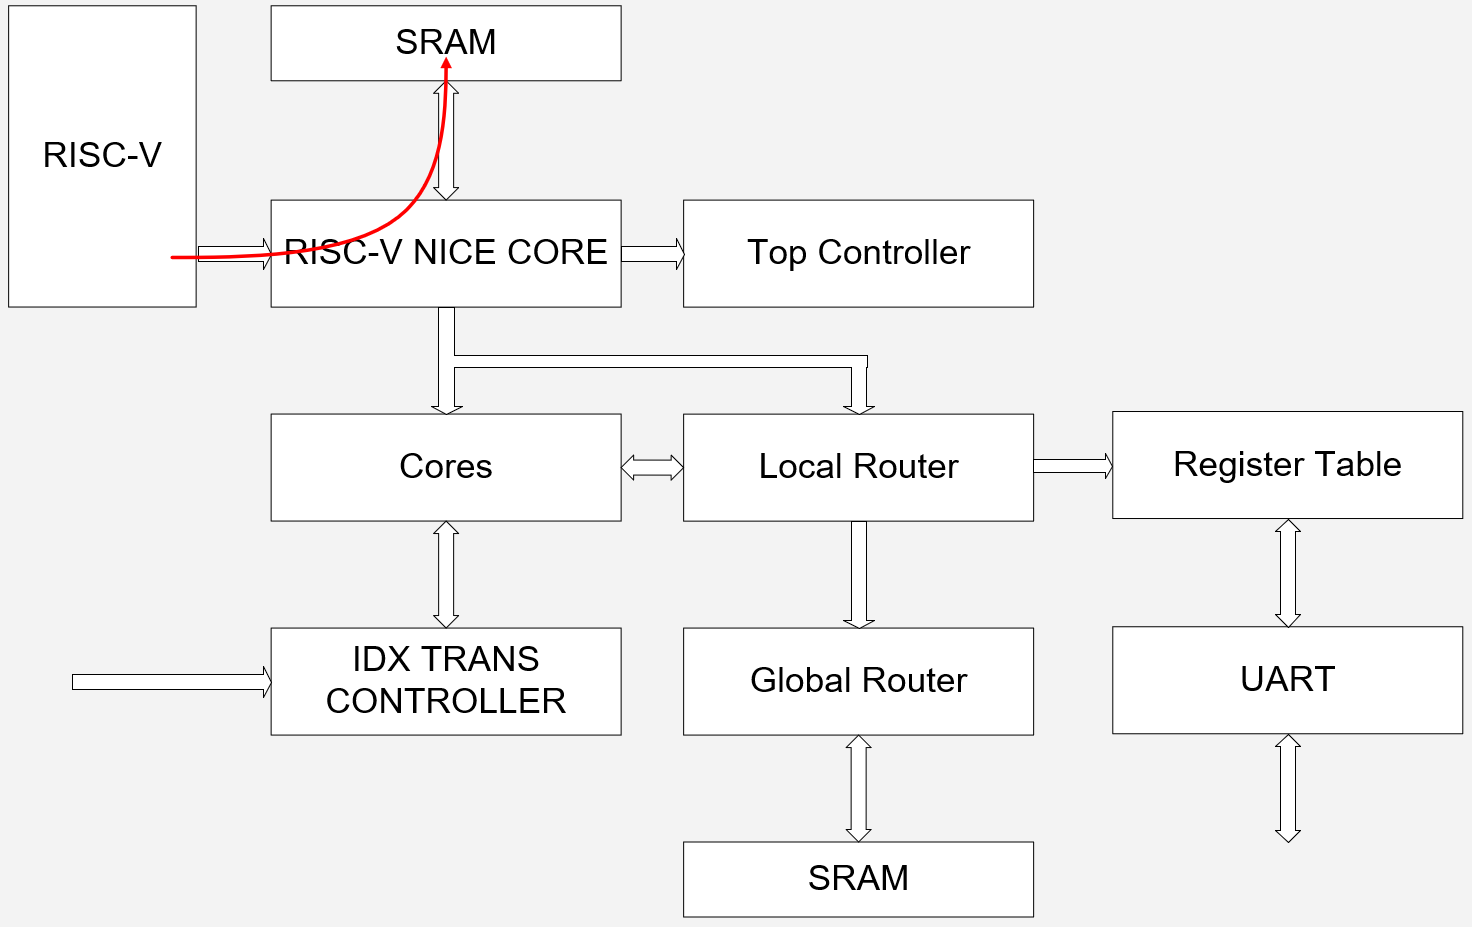 SRAM
RISC-V
RISC-V NICE CORE
Top Controller
Cores
Local Router
Register Table
IDX TRANS
CONTROLLER
Global Router
UART
SRAM